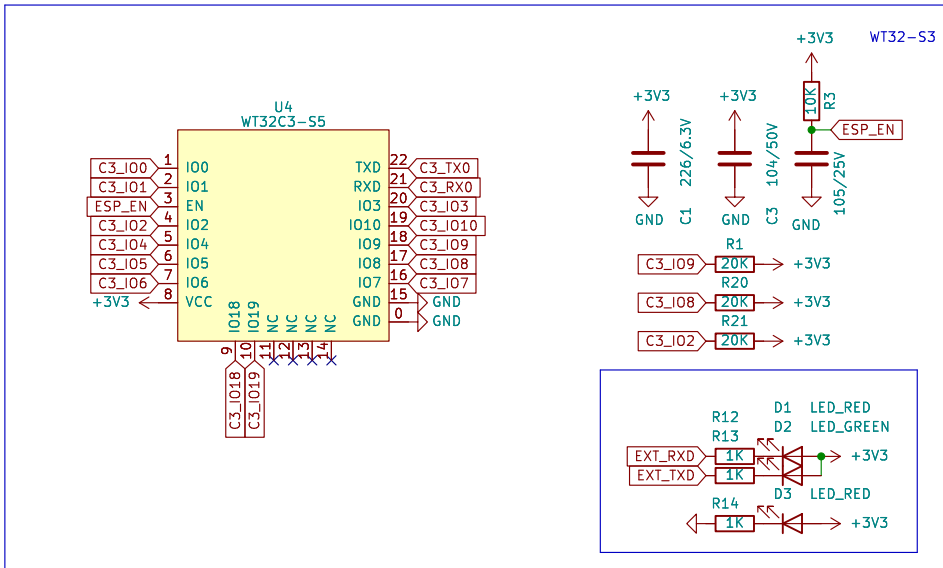 WT32-S3
U4
WT32C3-S5
C3_IO0 1 IO0
C3_IO1 2 IO1
ESP_EN 3 EN
C3_IO2 4 IO2
C3_IO4 5 IO4
C3_IO5 6 IO5
C3_IO6 7 IO6
+3V3 8 VCC
TXD 22 C3_TX0
RXD 21 C3_RX0
IO3 20 C3_IO3
IO10 19 C3_IO10
IO9 18 C3_IO9
IO8 17 C3_IO8
IO7 16 C3_IO7
GND 15 GND
GND 0 GND
IO18 9 C3_IO18
IO19 10 C3_IO19
NC 11
NC 12
NC 13
NC 14
+3V3
226/6.3V
GND
C1
+3V3
104/50V
GND
C3
+3V3
10K
R3
ESP_EN
105/25V
GND
R1
C3_IO9 20K +3V3
R20
C3_IO8 20K +3V3
R21
C3_IO2 20K +3V3
R12 D1 LED_RED
R13 D2 LED_GREEN
EXT_RXD 1K +3V3
EXT_TXD 1K
R14 D3 LED_RED
1K +3V3